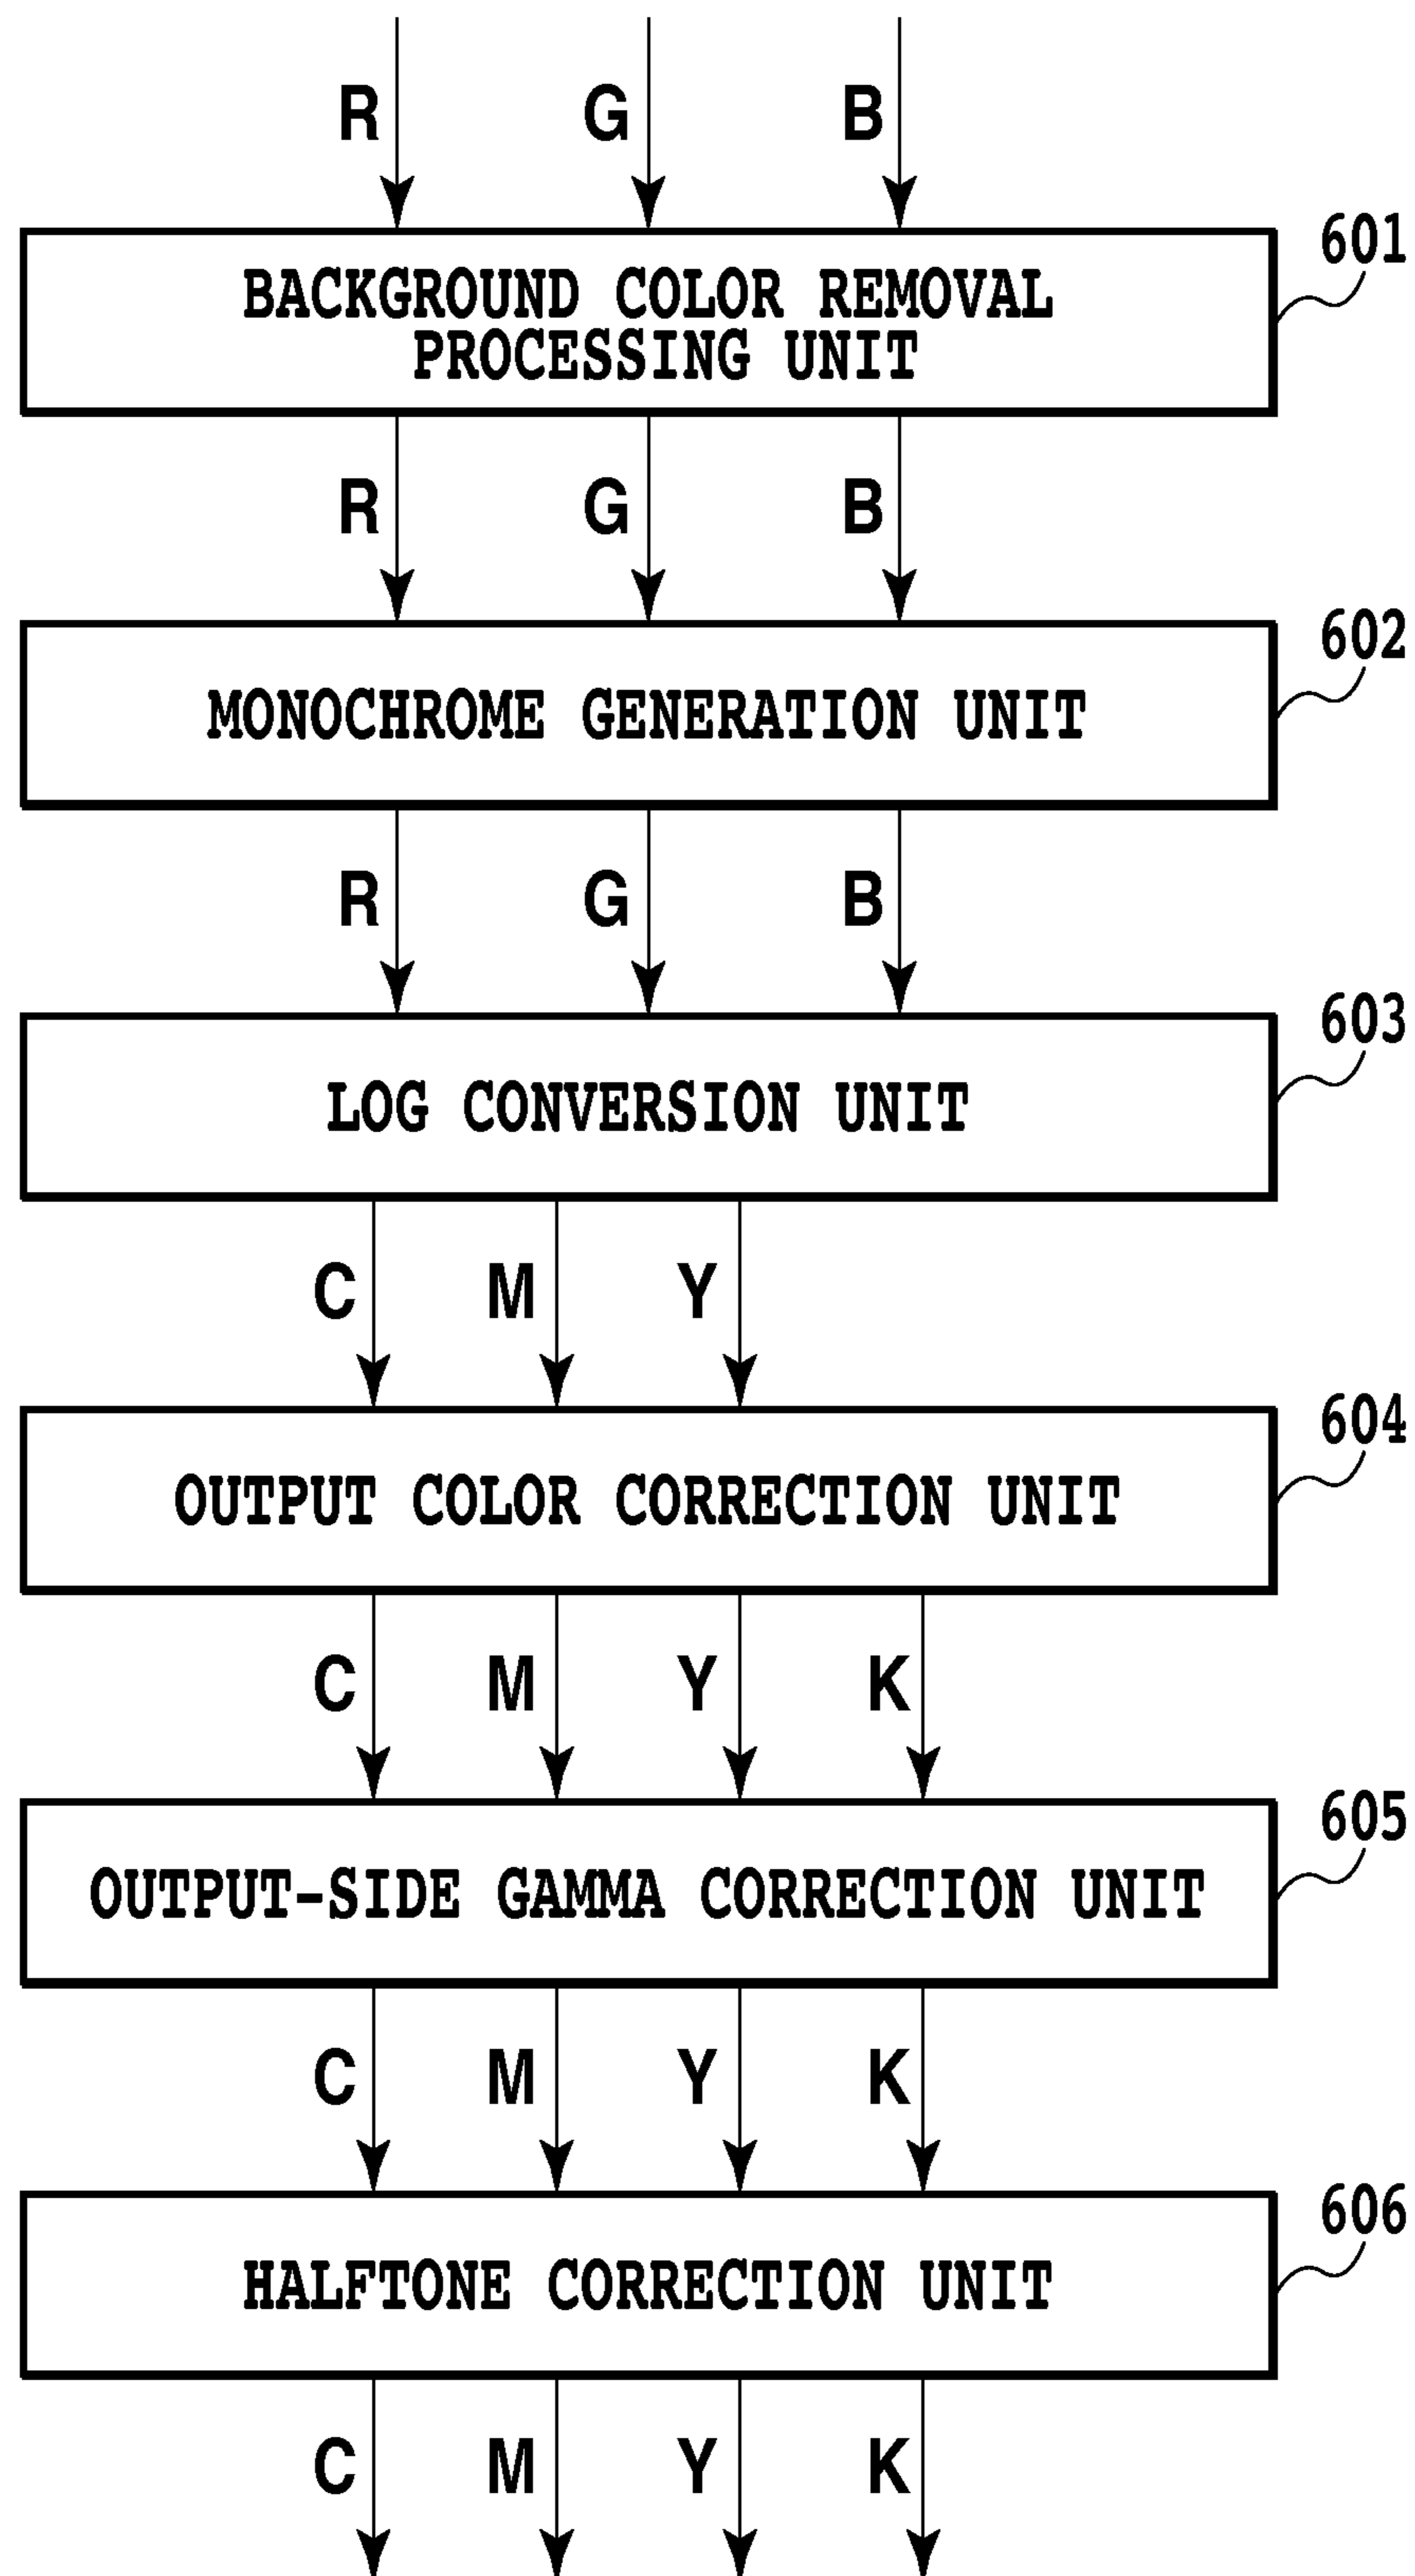 R G B
601
BACKGROUND COLOR REMOVAL
PROCESSING UNIT
R G B
602
MONOCHROME GENERATION UNIT
R G B
603
LOG CONVERSION UNIT
C M Y
604
OUTPUT COLOR CORRECTION UNIT
C M Y K
605
OUTPUT-SIDE GAMMA CORRECTION UNIT
C M Y K
606
HALFTONE CORRECTION UNIT
C M Y K